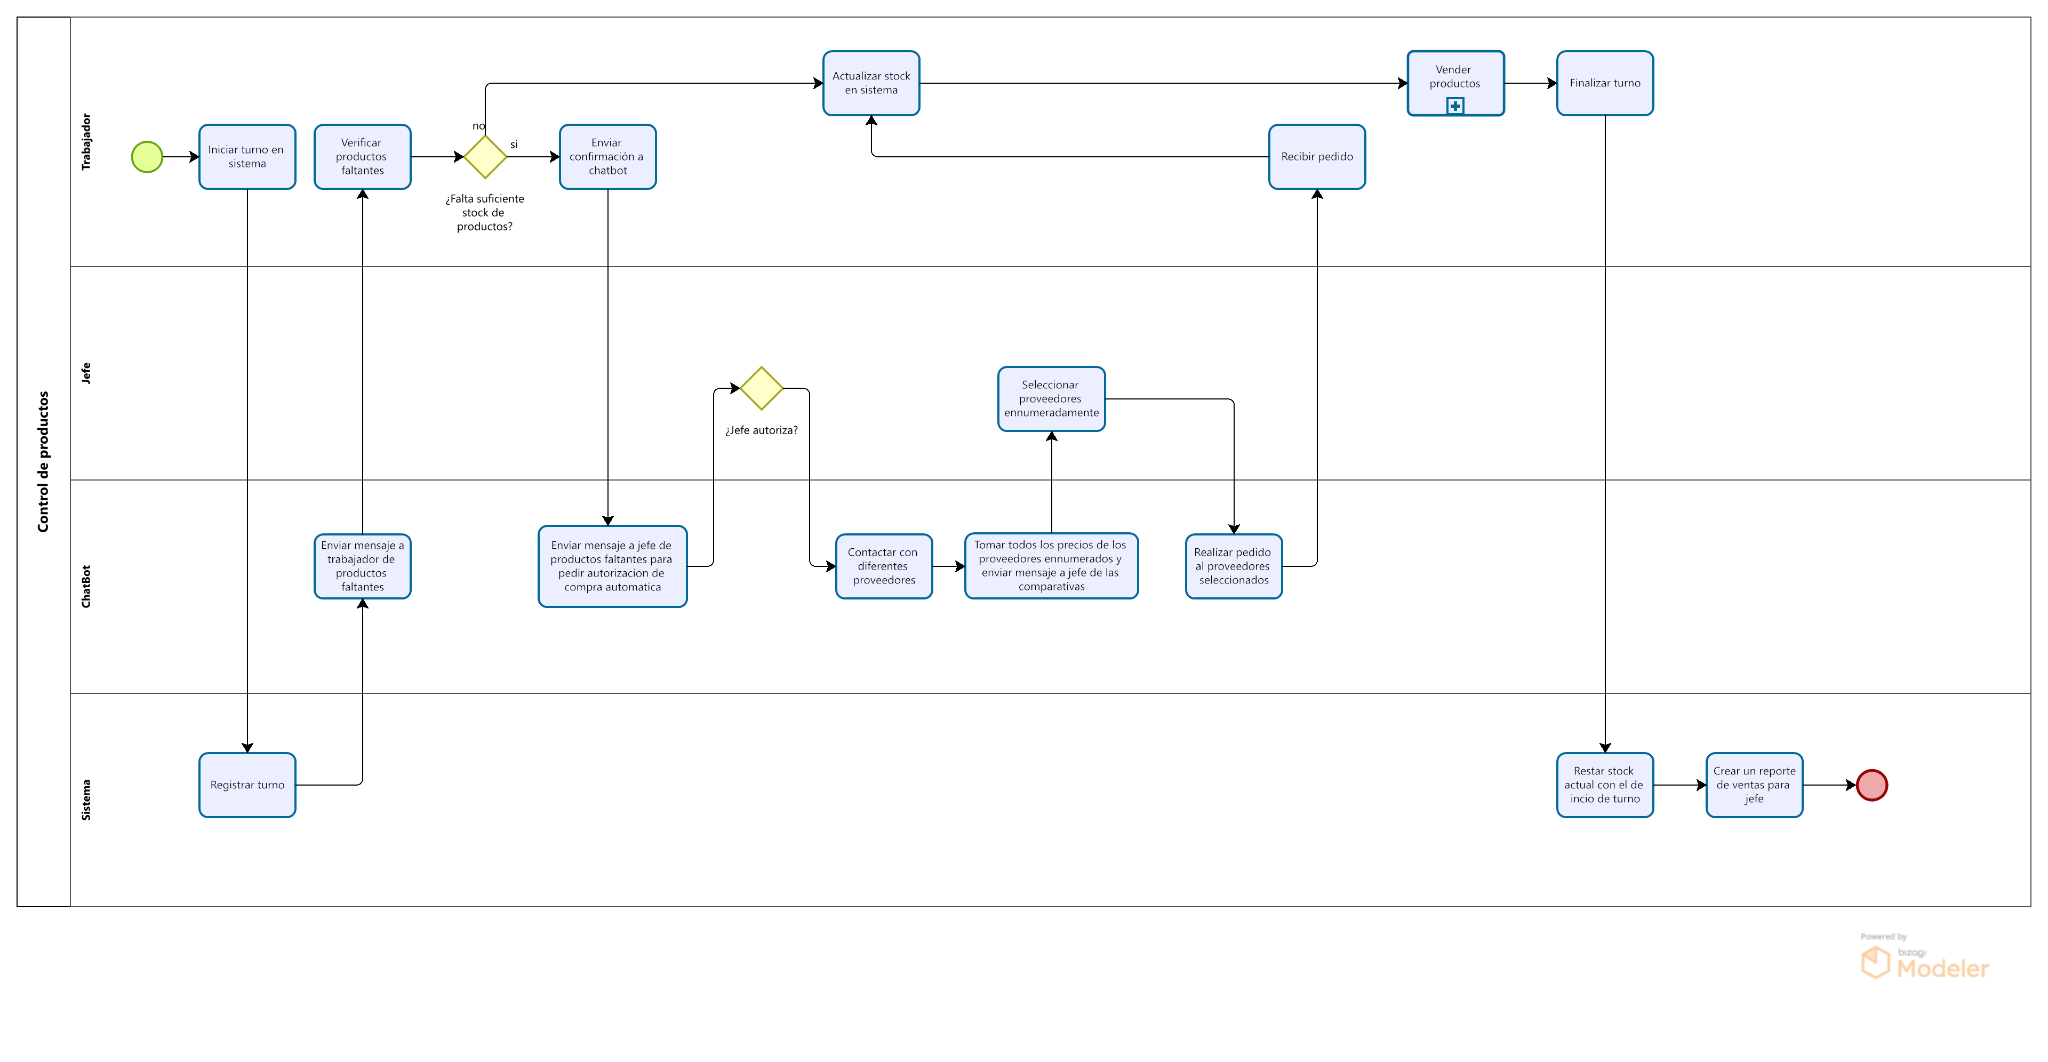 Control de productos
Trabajador
Iniciar turno en
sistema
Verificar
productos
faltantes
no
si
¿Falta suficiente
stock de
productos?
Enviar
confirmación a
chatbot
Actualizar stock
en sistema
Recibir pedido
Vender
productos
Finalizar turno
Jefe
¿Jefe autoriza?
Seleccionar
proveedores
ennumeradamente
ChatBot
Enviar mensaje a
trabajador de
productos
faltantes
Enviar mensaje a jefe de
productos faltantes para
pedir autorizacion de
compra automatica
Contactar con
diferentes
proveedores
Tomar todos los precios de los
proveedores ennumerados y
enviar mensaje a jefe de las
comparativas
Realizar pedido
al proveedores
seleccionados
Sistema
Registrar turno
Restar stock
actual con el de
incio de turno
Crear un reporte
de ventas para
jefe
Powered by
bizagi
Modeler